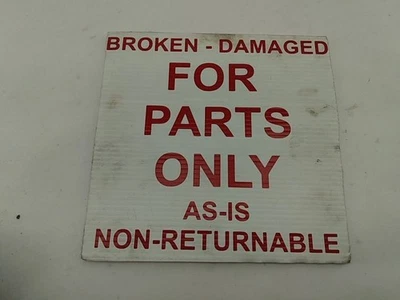 BROKEN - DAMAGED
FOR
PARTS
ONLY
AS-IS
NON-RETURNABLE